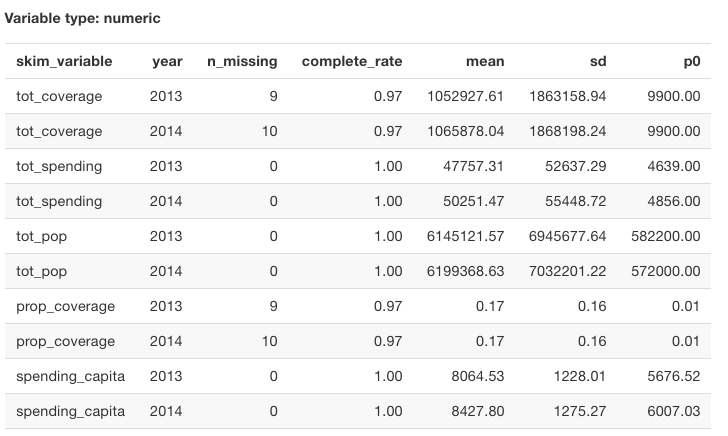 Variable type: numeric
skim_variable year n_missing complete_rate mean sd p0
tot_coverage 2013 9 0.97 1052927.61 1863158.94 9900.00
tot_coverage 2014 10 0.97 1065878.04 1868198.24 9900.00
tot_spending 2013 0 1.00 47757.31 52637.29 4639.00
tot_spending 2014 0 1.00 50251.47 55448.72 4856.00
tot_pop 2013 0 1.00 6145121.57 6945677.64 582200.00
tot_pop 2014 0 1.00 6199368.63 7032201.22 572000.00
prop_coverage 2013 9 0.97 0.17 0.16 0.01
prop_coverage 2014 10 0.97 0.17 0.16 0.01
spending_capita 2013 0 1.00 8064.53 1228.01 5676.52
spending_capita 2014 0 1.00 8427.80 1275.27 6007.03